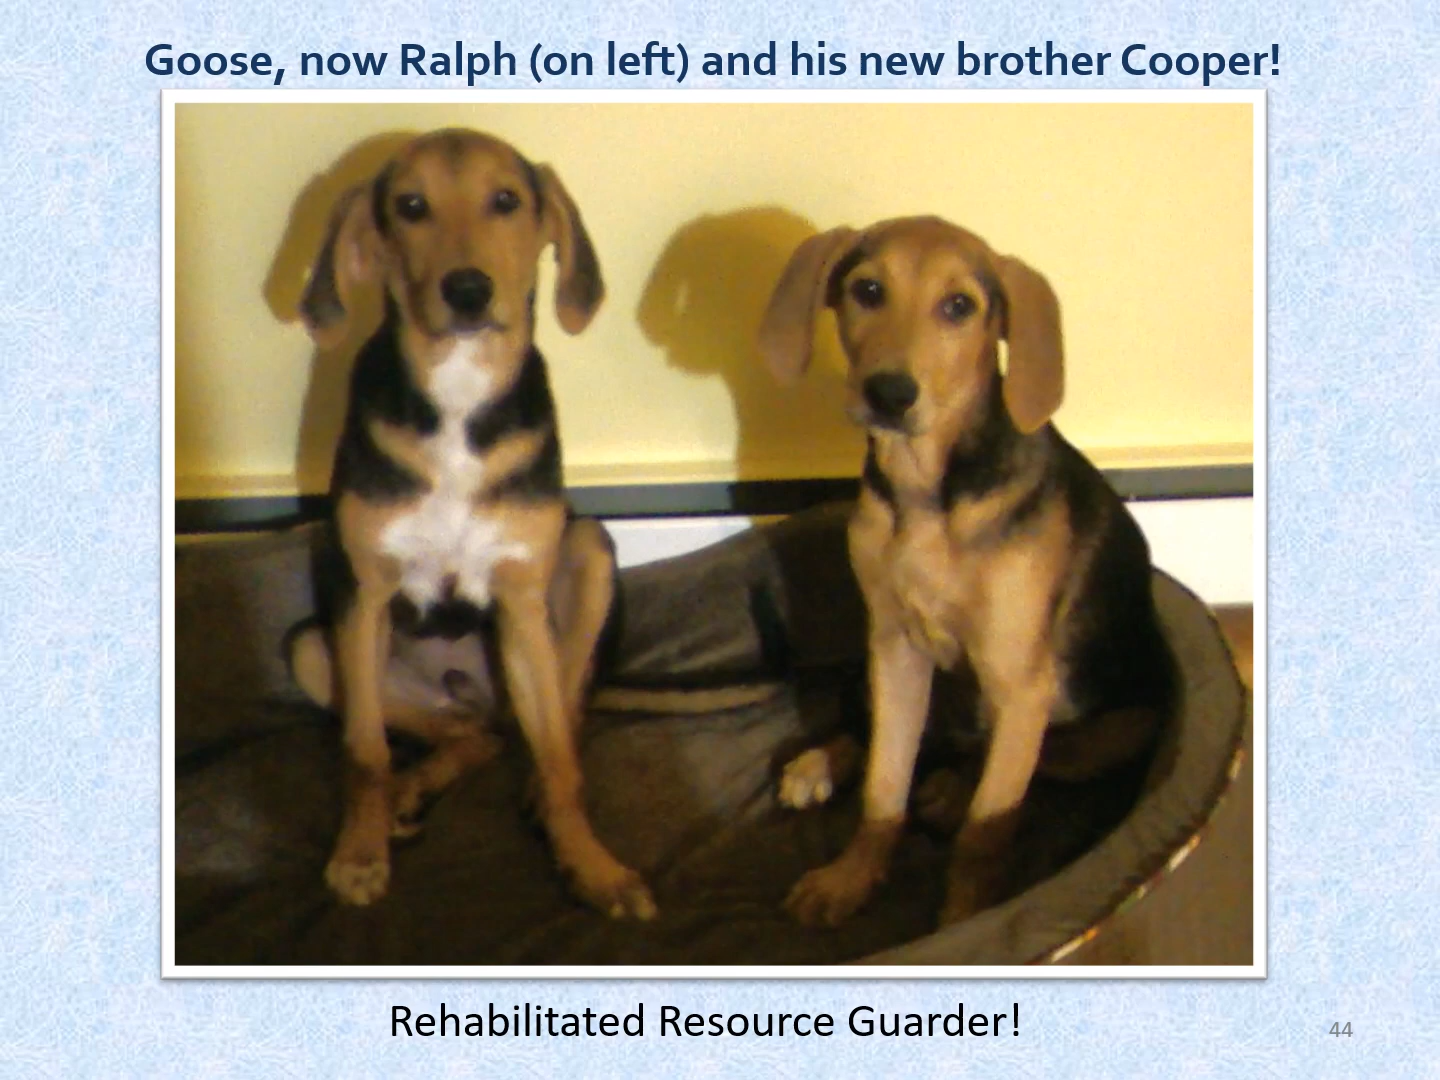 Goose, now Ralph (on left) and his new brother Cooper!
Rehabilitated Resource Guarder!
44